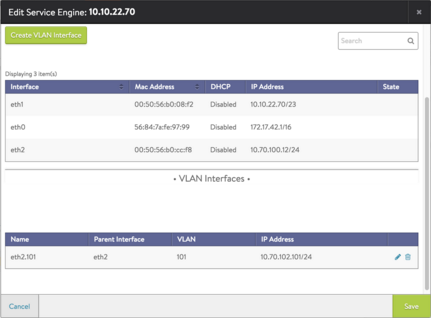 Edit Service Engine: 10.10.22.70
Create VLAN Interface
Search
Displaying 3 item(s)
Interface Mac Address DHCP IP Address State
eth1 00:50:56:b0:08:f2 Disabled 10.10.22.70/23
eth0 56:84:7a:fe:97:99 Disabled 172.17.42.1/16
eth2 00:50:56:b0:cc:f8 Disabled 10.70.100.12/24
• VLAN Interfaces •
Name Parent Interface VLAN IP Address
eth2.101 eth2 101 10.70.102.101/24
Cancel Save